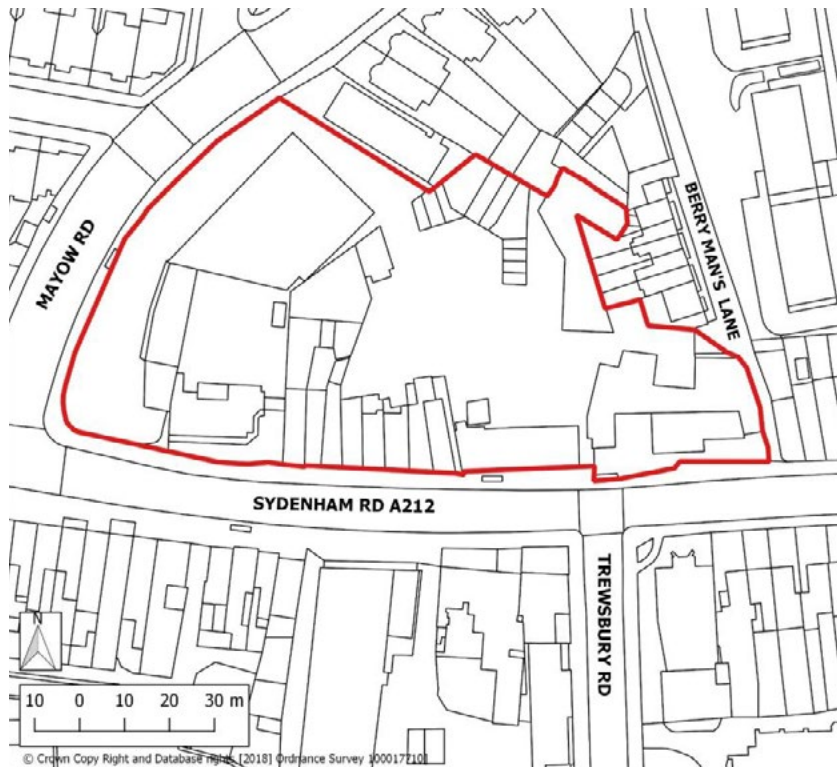 MAYOW RD
BERRY MAN'S LANE
SYDENHAM RD A212
TREWSBURY RD
N
10 0 10 20 30 m
© Crown Copy Right and Database rights [2018] Ordnance Survey